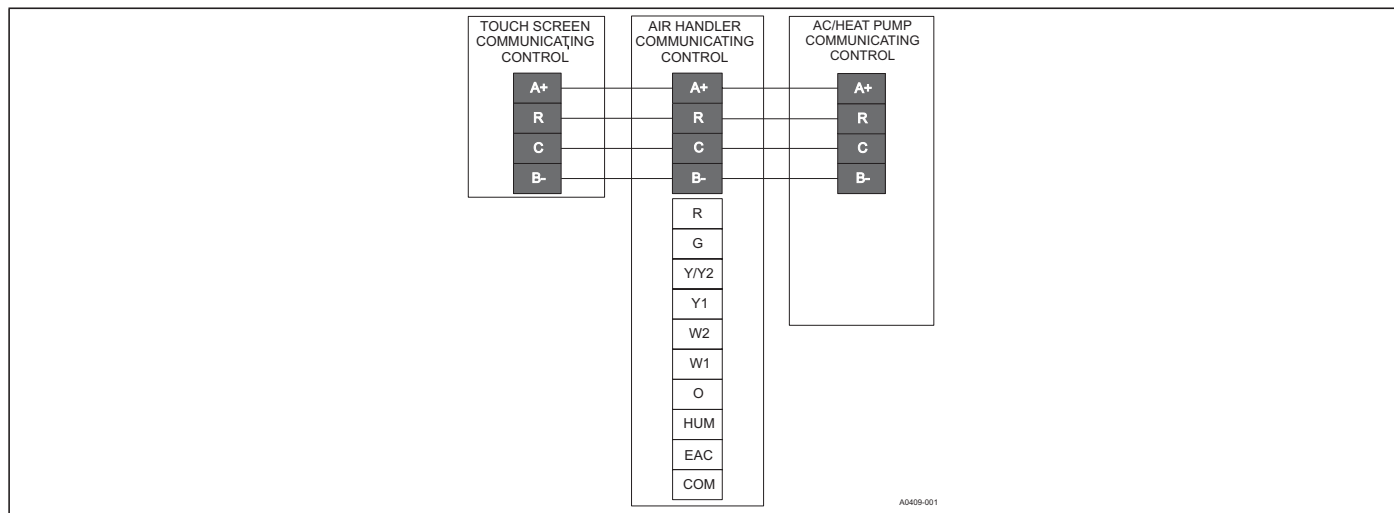 TOUCH SCREEN
COMMUNICATING
CONTROL
A+
R
C
B-
AIR HANDLER
COMMUNICATING
CONTROL
A+
R
C
B-
R
G
Y/Y2
Y1
W2
W1
O
HUM
EAC
COM
AC/HEAT PUMP
COMMUNICATING
CONTROL
A+
R
C
B-
A0409-001